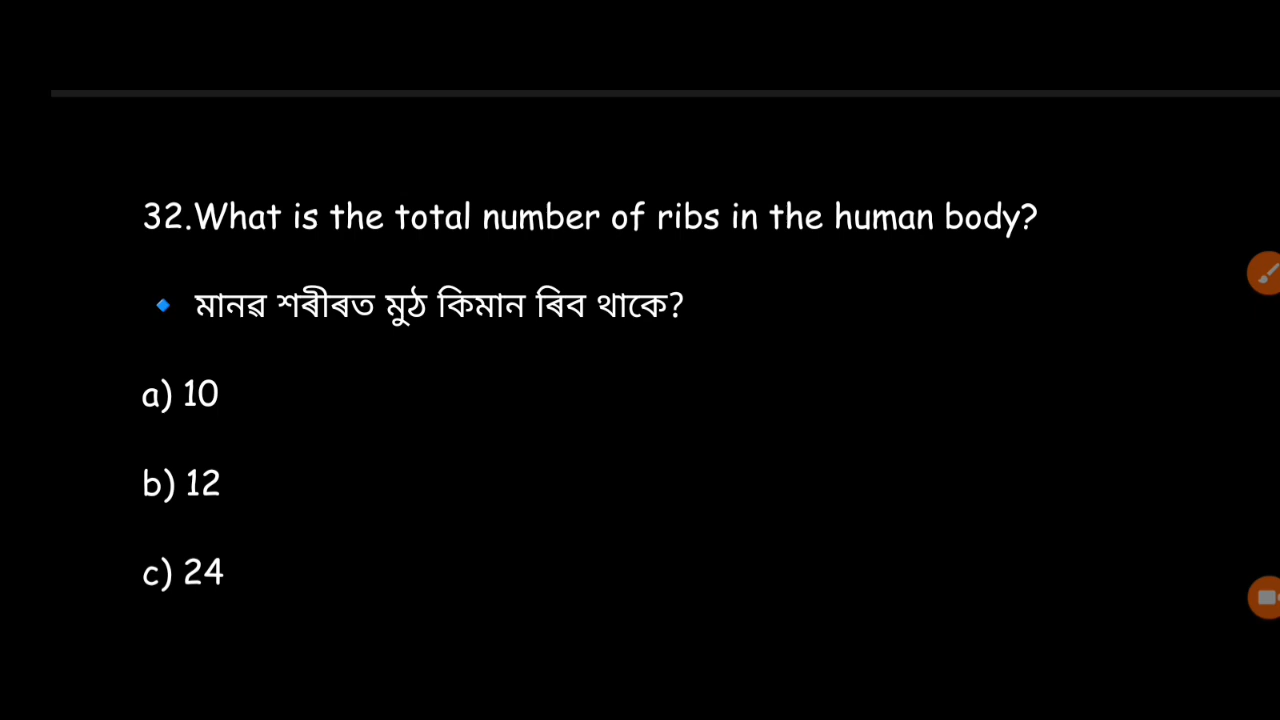 32.What is the total number of ribs in the human body?
🔹 মানৱ শৰীৰত মুঠ কিমান ৰিব থাকে?
a) 10
b) 12
c) 24